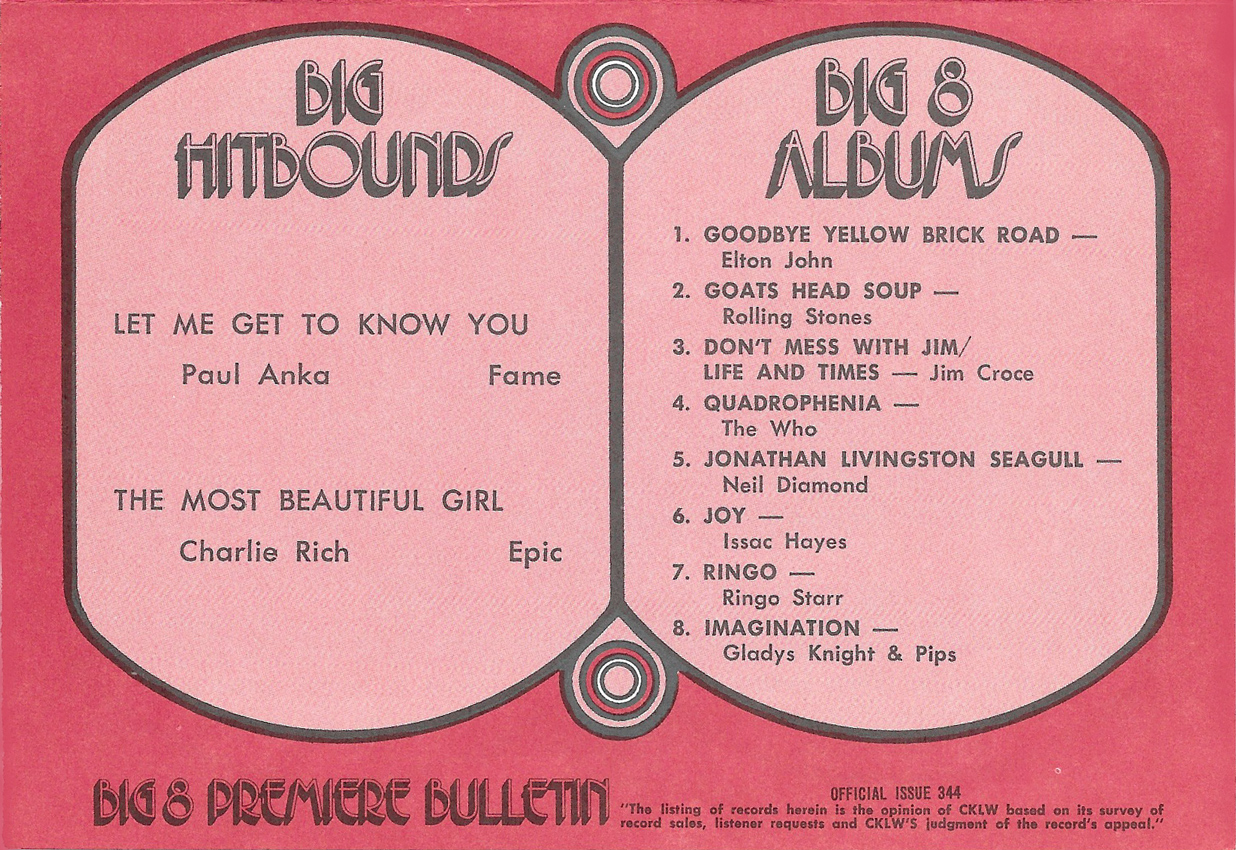 BIG
HITBOUNDS
LET ME GET TO KNOW YOU
Paul Anka Fame
THE MOST BEAUTIFUL GIRL
Charlie Rich Epic
BIG 8
ALBUMS
1. GOODBYE YELLOW BRICK ROAD —
Elton John
2. GOATS HEAD SOUP —
Rolling Stones
3. DON'T MESS WITH JIM/
LIFE AND TIMES — Jim Croce
4. QUADROPHENIA —
The Who
5. JONATHAN LIVINGSTON SEAGULL —
Neil Diamond
6. JOY —
Issac Hayes
7. RINGO —
Ringo Starr
8. IMAGINATION —
Gladys Knight & Pips
BIG 8 PREMIERE BULLETIN
OFFICIAL ISSUE 344
"The listing of records herein is the opinion of CKLW based on its survey of
record sales, listener requests and CKLW'S judgment of the record's appeal."